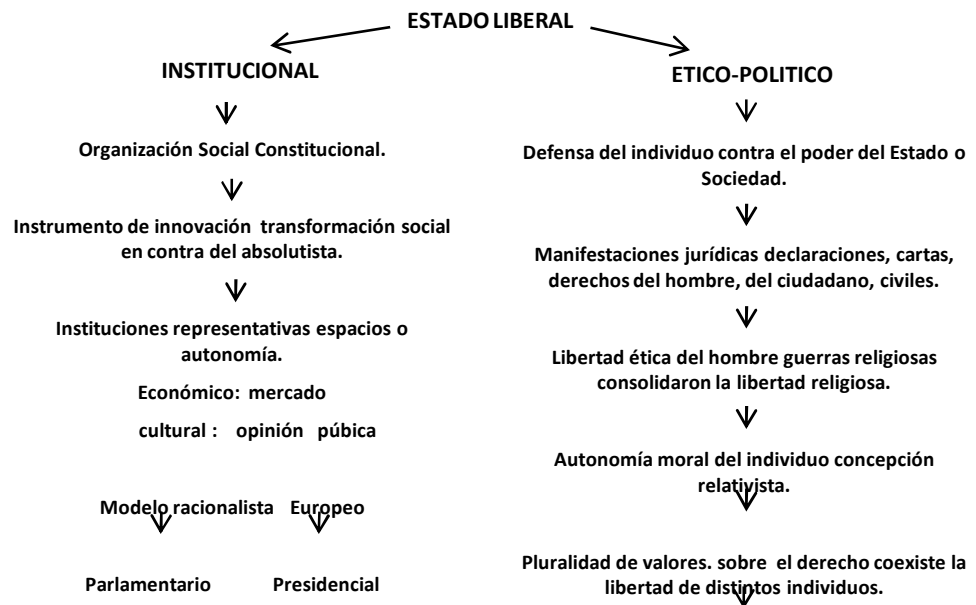 ESTADO LIBERAL
INSTITUCIONAL
Organización Social Constitucional.
Instrumento de innovación transformación social
en contra del absolutista.
Instituciones representativas espacios o
autonomía.
Económico: mercado
cultural : opinión púbica
Modelo racionalista Europeo
Parlamentario Presidencial
ETICO-POLITICO
Defensa del individuo contra el poder del Estado o
Sociedad.
Manifestaciones jurídicas declaraciones, cartas,
derechos del hombre, del ciudadano, civiles.
Libertad ética del hombre guerras religiosas
consolidaron la libertad religiosa.
Autonomía moral del individuo concepción
relativista.
Pluralidad de valores. sobre el derecho coexiste la
libertad de distintos individuos.